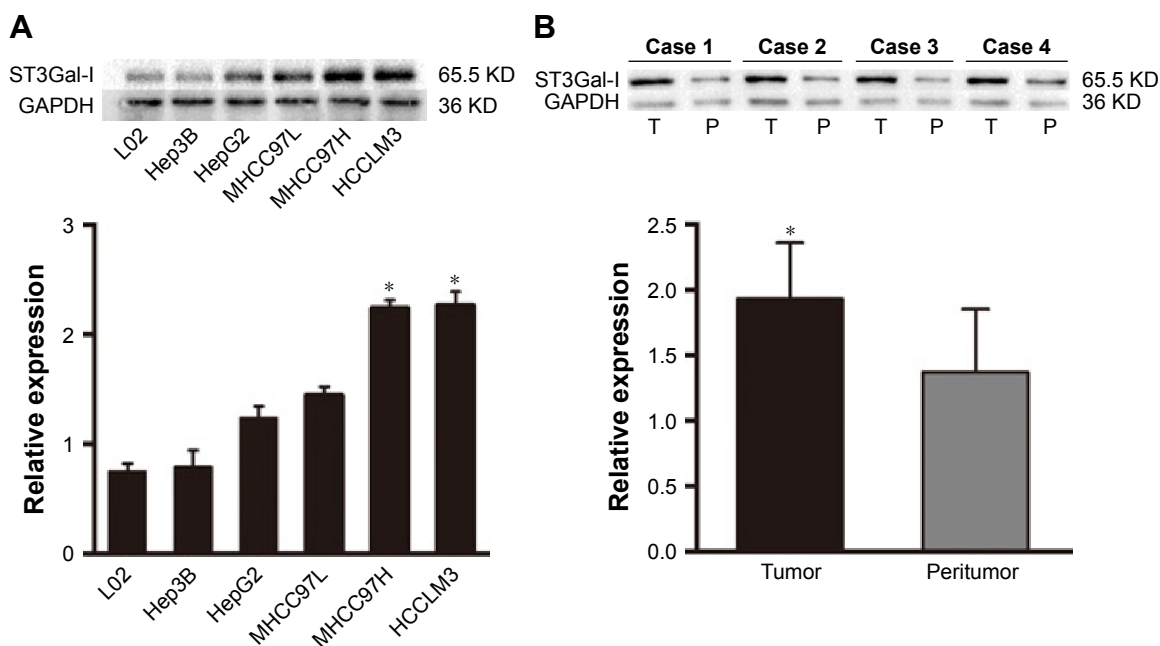 A
ST3Gal-I 65.5 KD
GAPDH 36 KD
L02 Hep3B HepG2 MHCC97L MHCC97H HCCLM3
Relative expression
3
2
1
0
* *
L02 Hep3B HepG2 MHCC97L MHCC97H HCCLM3
B
Case 1 Case 2 Case 3 Case 4
ST3Gal-I 65.5 KD
GAPDH 36 KD
T P T P T P T P
Relative expression
2.5
2.0
1.5
1.0
0.5
0.0
*
Tumor Peritumor